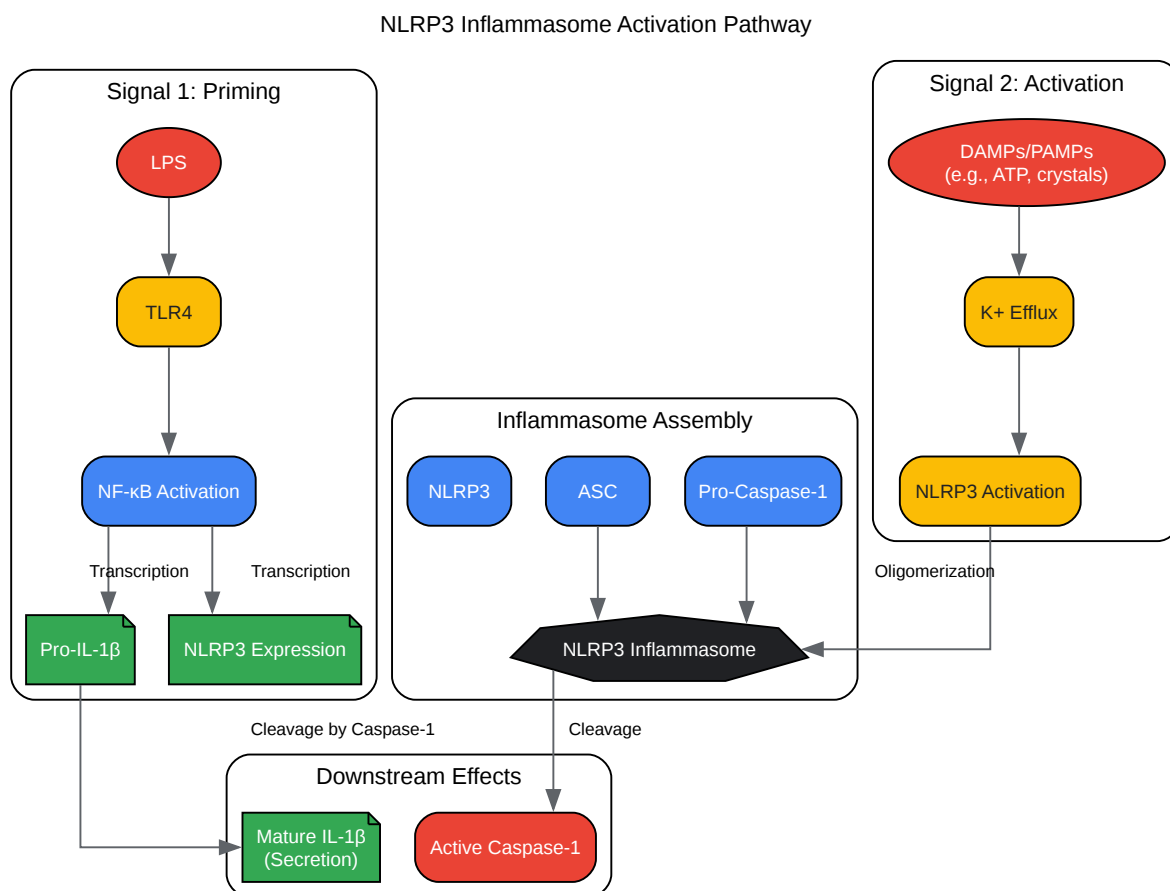 NLRP3 Inflammasome Activation Pathway
Signal 1: Priming
LPS
TLR4
NF-κB Activation
Transcription
Transcription
Pro-IL-1β
NLRP3 Expression
Signal 2: Activation
DAMPs/PAMPs
(e.g., ATP, crystals)
K+ Efflux
NLRP3 Activation
Oligomerization
Inflammasome Assembly
NLRP3
ASC
Pro-Caspase-1
NLRP3 Inflammasome
Cleavage by Caspase-1
Cleavage
Downstream Effects
Mature IL-1β
(Secretion)
Active Caspase-1